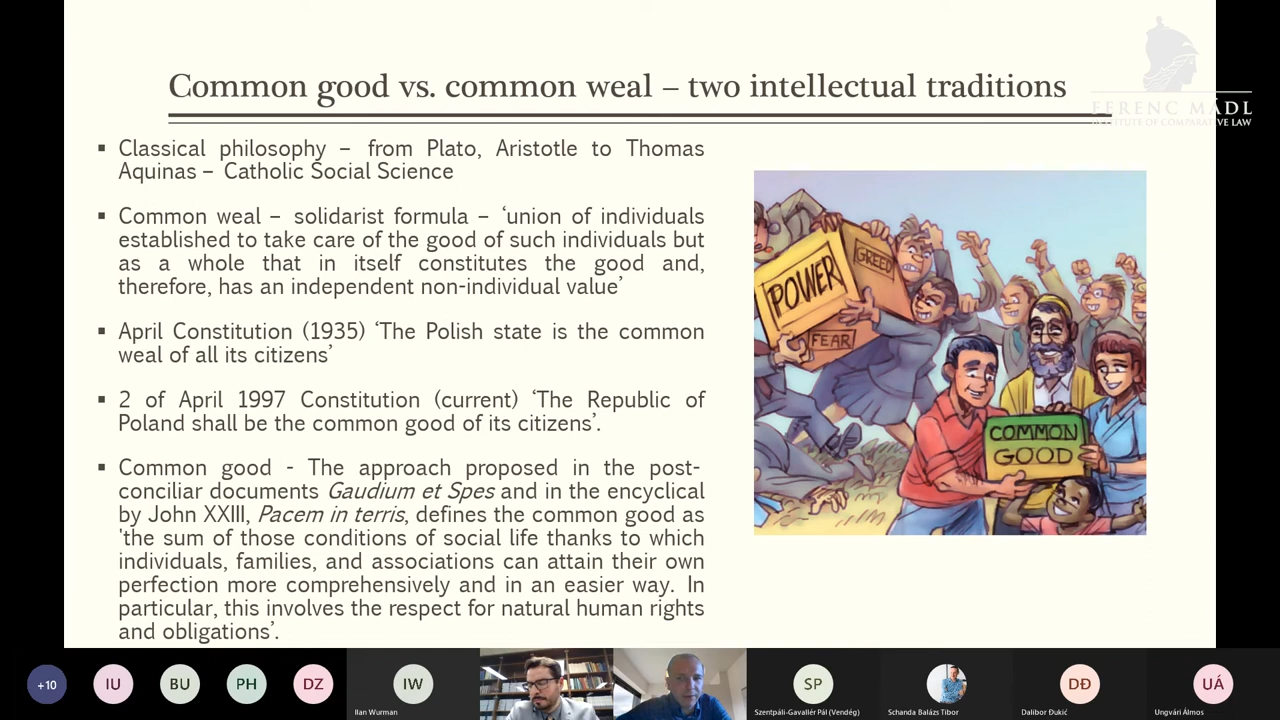 Common good vs. common weal – two intellectual traditions
FERENC MÁDL
INSTITUTE OF COMPARATIVE LAW
▪ Classical philosophy – from Plato, Aristotle to Thomas
Aquinas – Catholic Social Science
▪ Common weal – solidarist formula – ‘union of individuals
established to take care of the good of such individuals but
as a whole that in itself constitutes the good and,
therefore, has an independent non-individual value’
▪ April Constitution (1935) ‘The Polish state is the common
weal of all its citizens’
▪ 2 of April 1997 Constitution (current) ‘The Republic of
Poland shall be the common good of its citizens’.
▪ Common good - The approach proposed in the post-
conciliar documents Gaudium et Spes and in the encyclical
by John XXIII, Pacem in terris, defines the common good as
'the sum of those conditions of social life thanks to which
individuals, families, and associations can attain their own
perfection more comprehensively and in an easier way. In
particular, this involves the respect for natural human rights
and obligations’.
POWER
GREED
FEAR
COMMON
GOOD
+10
IU
BU
PH
DZ
IW
Ilan Wurman
SP
Szentpáli-Gavallér Pál (Vendég)
Schanda Balázs Tibor
DĐ
Dalibor Đukić
UÁ
Ungvári Álmos